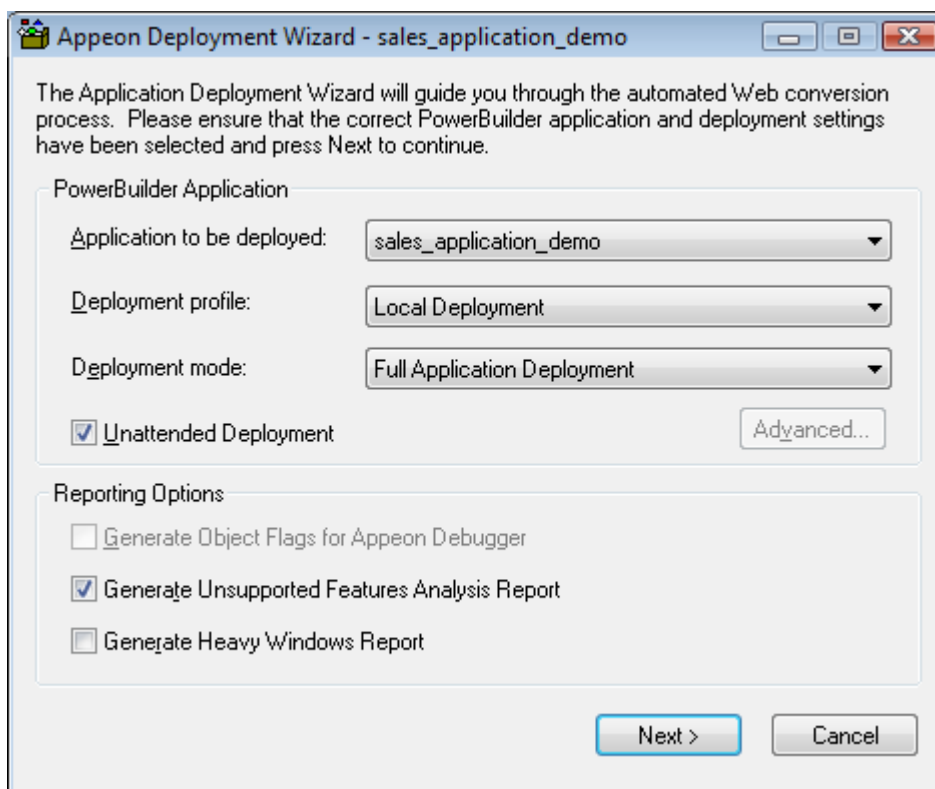 Appeon Deployment Wizard - sales_application_demo
The Application Deployment Wizard will guide you through the automated Web conversion
process.  Please ensure that the correct PowerBuilder application and deployment settings
have been selected and press Next to continue.
PowerBuilder Application
Application to be deployed: sales_application_demo
Deployment profile: Local Deployment
Deployment mode: Full Application Deployment
Unattended Deployment Advanced...
Reporting Options
Generate Object Flags for Appeon Debugger
Generate Unsupported Features Analysis Report
Generate Heavy Windows Report
Next > Cancel